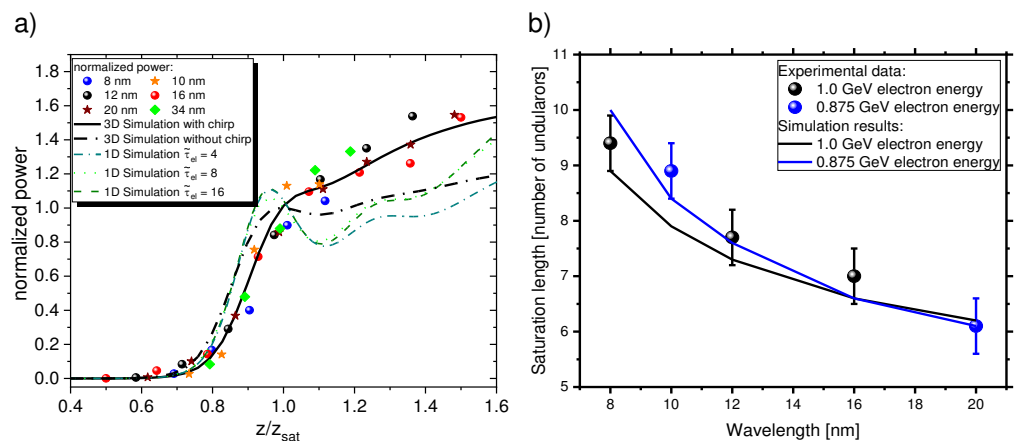 a)
b)
normalized power:
8 nm
10 nm
12 nm
16 nm
20 nm
34 nm
3D Simulation with chirp
3D Simulation without chirp
1D Simulation τ̃el = 4
1D Simulation τ̃el = 8
1D Simulation τ̃el = 16
normalized power
1.8
1.6
1.4
1.2
1.0
0.8
0.6
0.4
0.2
0.0
0.4 0.6 0.8 1.0 1.2 1.4 1.6
z/zsat
Experimental data:
1.0 GeV electron energy
0.875 GeV electron energy
Simulation results:
1.0 GeV electron energy
0.875 GeV electron energy
Saturation length [number of undularors]
11
10
9
8
7
6
5
8 10 12 14 16 18 20
Wavelength [nm]